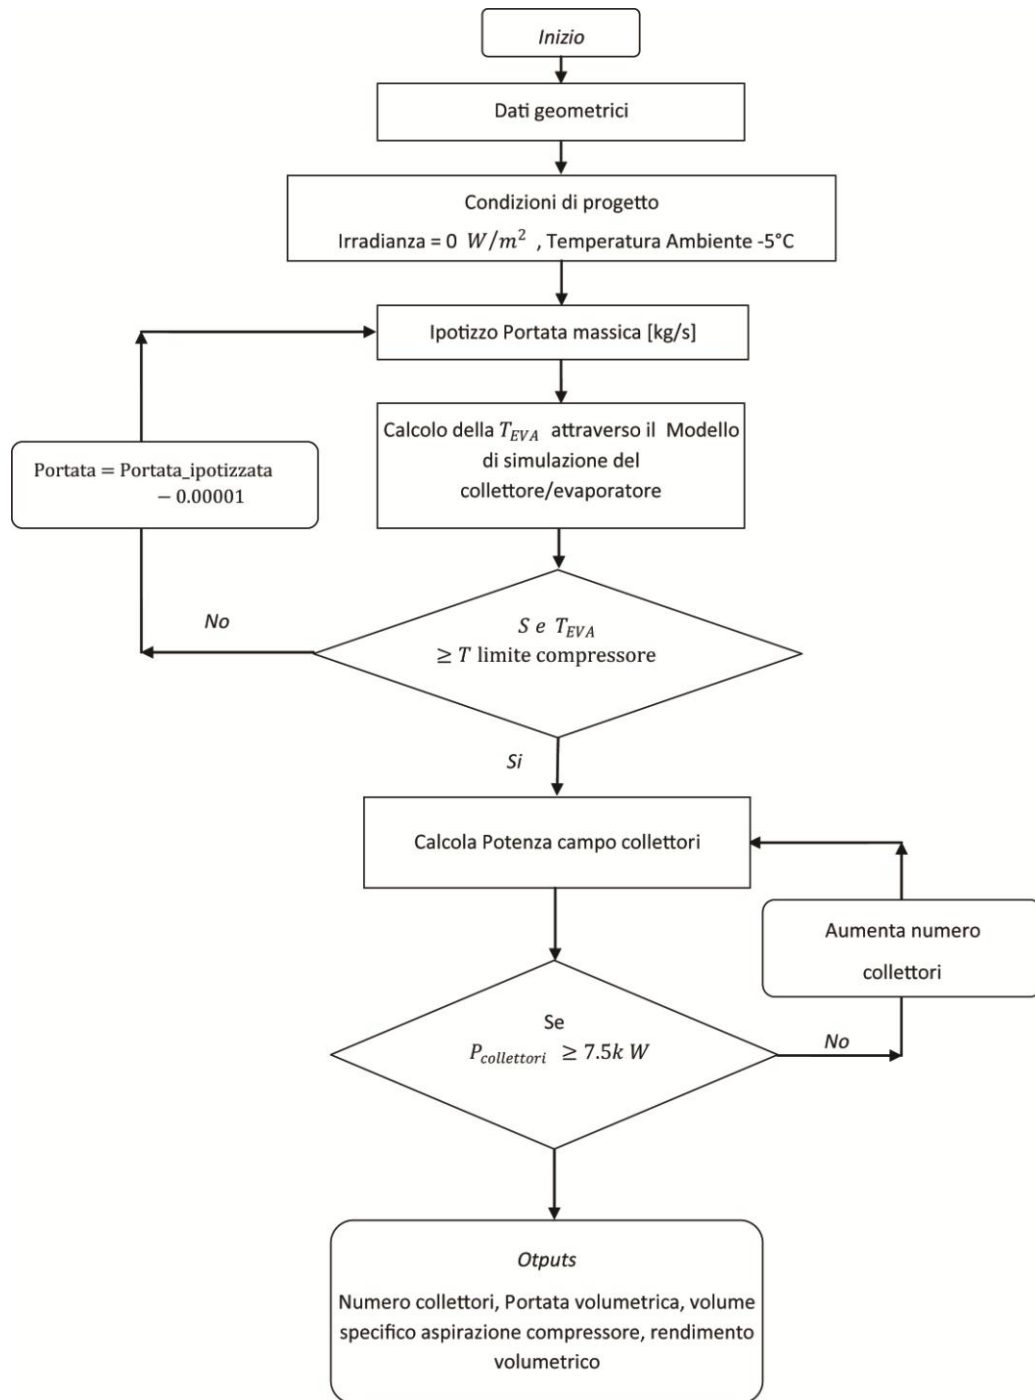 Inizio
Dati geometrici
Condizioni di progetto
Irradianza = 0 W/m² , Temperatura Ambiente -5°C
Ipotizzo Portata massica [kg/s]
Calcolo della T_EVA attraverso il Modello
di simulazione del
collettore/evaporatore
Portata = Portata_ipotizzata
− 0.00001
No
S e T_EVA
≥ T limite compressore
Si
Calcola Potenza campo collettori
Aumenta numero
collettori
Se
P_collettori ≥ 7.5k W
No
Otputs
Numero collettori, Portata volumetrica, volume
specifico aspirazione compressore, rendimento
volumetrico